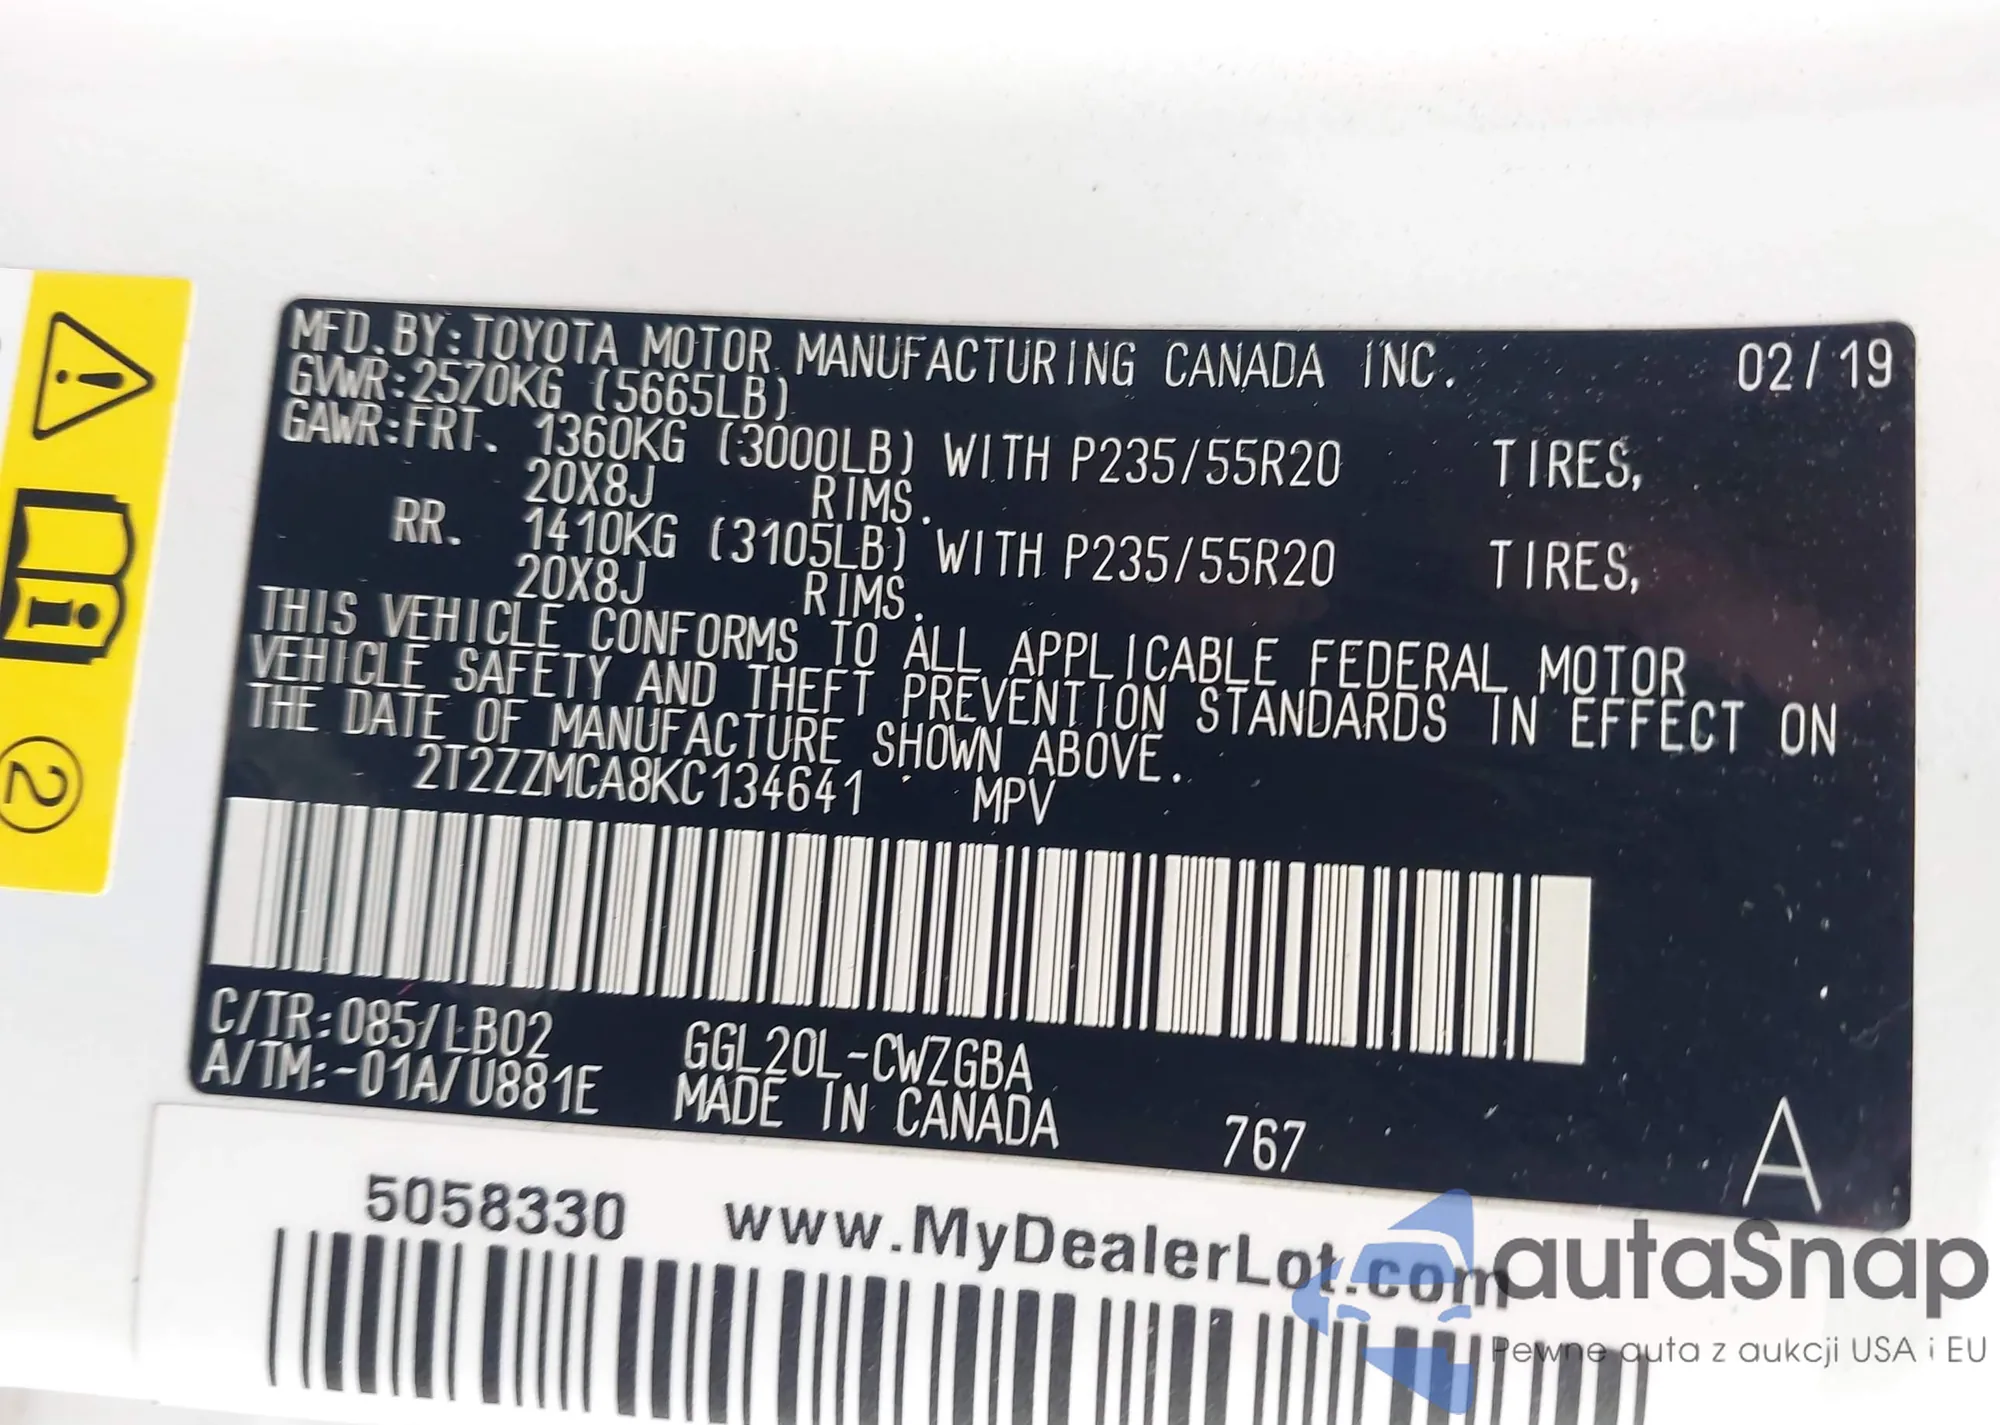 MFD. BY: TOYOTA MOTOR MANUFACTURING CANADA INC. 02/19
GVWR: 2570KG (5665LB)
GAWR: FRT. 1360KG (3000LB) WITH P235/55R20 TIRES,
20X8J RIMS.
RR. 1410KG (3105LB) WITH P235/55R20 TIRES,
20X8J RIMS.
THIS VEHICLE CONFORMS TO ALL APPLICABLE FEDERAL MOTOR
VEHICLE SAFETY AND THEFT PREVENTION STANDARDS IN EFFECT ON
THE DATE OF MANUFACTURE SHOWN ABOVE.
2T2ZZMCA8KC134641 MPV
C/TR: 085/LB02 GGL20L-CWZGBA
A/TM: -01A/U881E MADE IN CANADA 767 A
2
5058330 www.MyDealerLot.com
autaSnap
Pewne auta z aukcji USA i EU